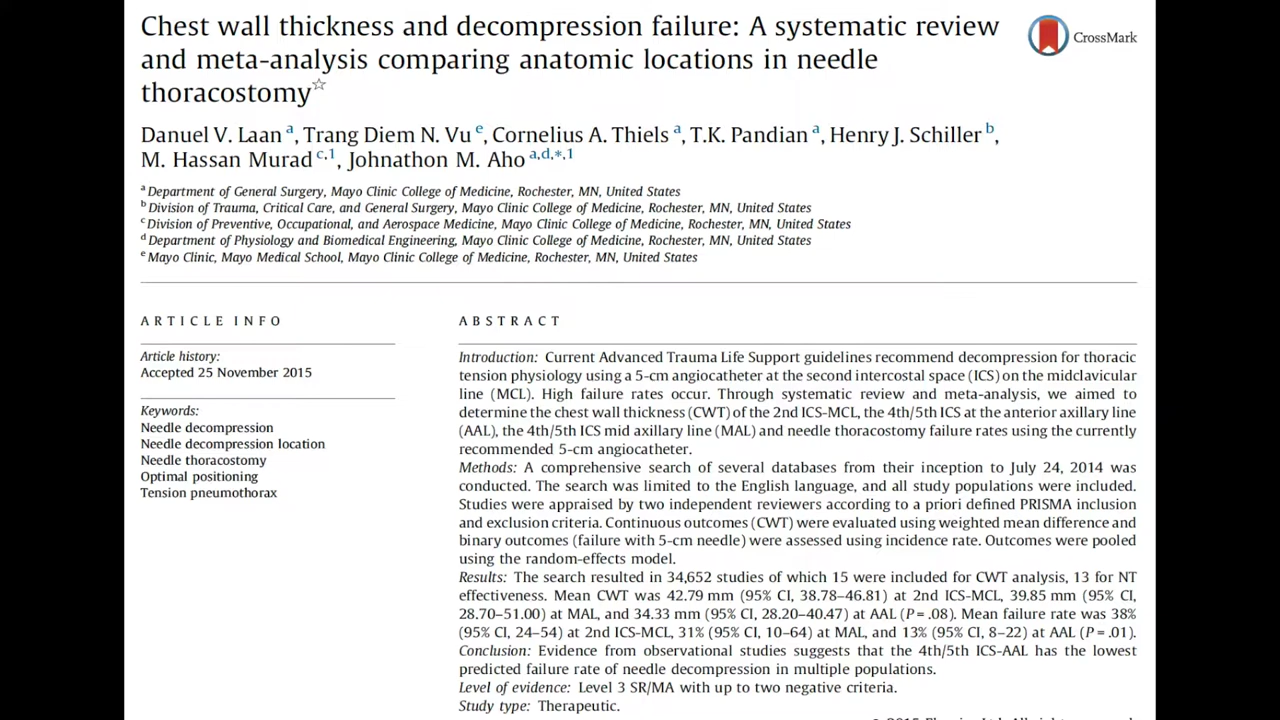 Chest wall thickness and decompression failure: A systematic review
and meta-analysis comparing anatomic locations in needle
thoracostomy☆
CrossMark
Danuel V. Laan a, Trang Diem N. Vu e, Cornelius A. Thiels a, T.K. Pandian a, Henry J. Schiller b,
M. Hassan Murad c,1, Johnathon M. Aho a,d,*,1
a Department of General Surgery, Mayo Clinic College of Medicine, Rochester, MN, United States
b Division of Trauma, Critical Care, and General Surgery, Mayo Clinic College of Medicine, Rochester, MN, United States
c Division of Preventive, Occupational, and Aerospace Medicine, Mayo Clinic College of Medicine, Rochester, MN, United States
d Department of Physiology and Biomedical Engineering, Mayo Clinic College of Medicine, Rochester, MN, United States
e Mayo Clinic, Mayo Medical School, Mayo Clinic College of Medicine, Rochester, MN, United States
ARTICLE INFO
Article history:
Accepted 25 November 2015
Keywords:
Needle decompression
Needle decompression location
Needle thoracostomy
Optimal positioning
Tension pneumothorax
ABSTRACT
Introduction: Current Advanced Trauma Life Support guidelines recommend decompression for thoracic
tension physiology using a 5-cm angiocatheter at the second intercostal space (ICS) on the midclavicular
line (MCL). High failure rates occur. Through systematic review and meta-analysis, we aimed to
determine the chest wall thickness (CWT) of the 2nd ICS-MCL, the 4th/5th ICS at the anterior axillary line
(AAL), the 4th/5th ICS mid axillary line (MAL) and needle thoracostomy failure rates using the currently
recommended 5-cm angiocatheter.
Methods: A comprehensive search of several databases from their inception to July 24, 2014 was
conducted. The search was limited to the English language, and all study populations were included.
Studies were appraised by two independent reviewers according to a priori defined PRISMA inclusion
and exclusion criteria. Continuous outcomes (CWT) were evaluated using weighted mean difference and
binary outcomes (failure with 5-cm needle) were assessed using incidence rate. Outcomes were pooled
using the random-effects model.
Results: The search resulted in 34,652 studies of which 15 were included for CWT analysis, 13 for NT
effectiveness. Mean CWT was 42.79 mm (95% CI, 38.78–46.81) at 2nd ICS-MCL, 39.85 mm (95% CI,
28.70–51.00) at MAL, and 34.33 mm (95% CI, 28.20–40.47) at AAL (P = .08). Mean failure rate was 38%
(95% CI, 24–54) at 2nd ICS-MCL, 31% (95% CI, 10–64) at MAL, and 13% (95% CI, 8–22) at AAL (P = .01).
Conclusion: Evidence from observational studies suggests that the 4th/5th ICS-AAL has the lowest
predicted failure rate of needle decompression in multiple populations.
Level of evidence: Level 3 SR/MA with up to two negative criteria.
Study type: Therapeutic.